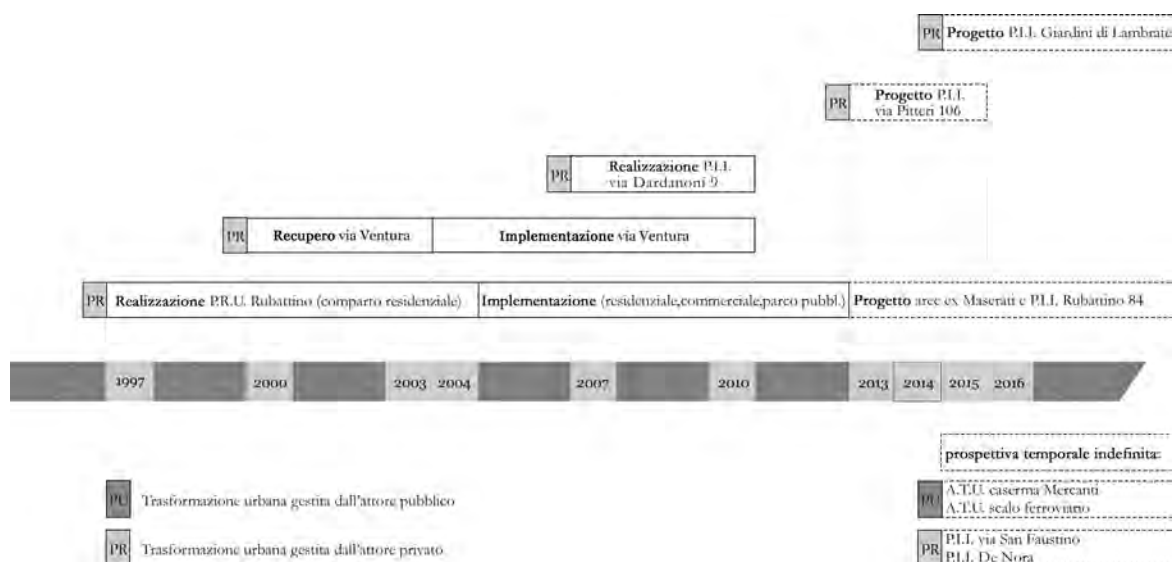 PR Progetto P.I.I. Giardini di Lambrate
PR Progetto P.I.I.
via Pitteri 106
PR Realizzazione P.I.I.
via Dardanoni 9
PR Recupero via Ventura Implementazione via Ventura
PR Realizzazione P.R.U. Rubattino (comparto residenziale) Implementazione (residenziale,commerciale,parco pubbl.) Progetto aree ex Maserati e P.I.I. Rubattino 84
1997 2000 2003 2004 2007 2010 2013 2014 2015 2016
prospettiva temporale indefinita:
PU Trasformazione urbana gestita dall'attore pubblico
PU A.T.U. caserma Mercanti
A.T.U. scalo ferroviario
PR Trasformazione urbana gestita dall'attore privato
PR P.I.I. via San Faustino
P.I.I. De Nora